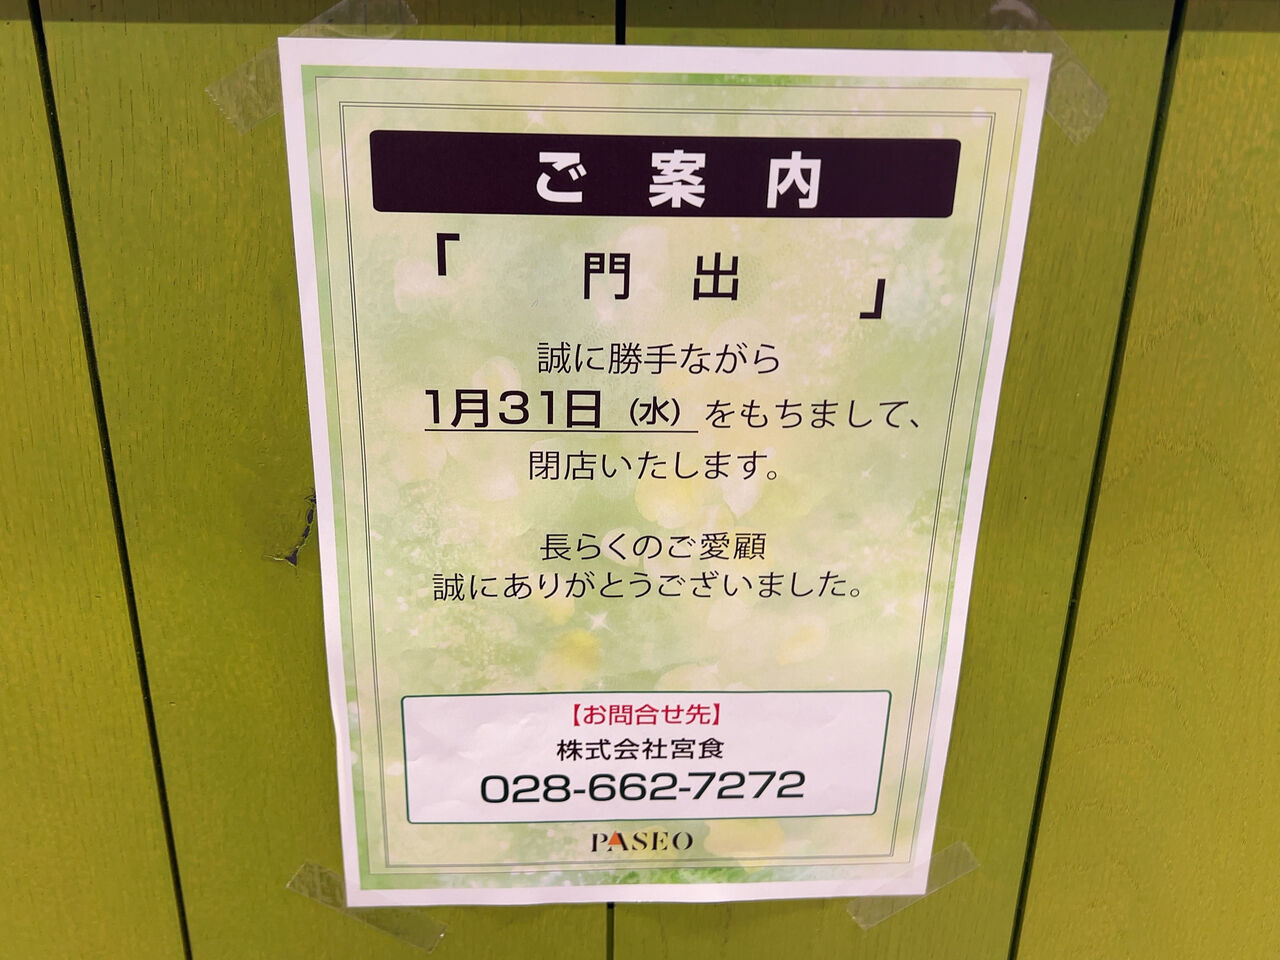 ご案内
「門出」
誠に勝手ながら
1月31日（水）をもちまして、
閉店いたします。
長らくのご愛顧
誠にありがとうございました。
【お問合せ先】
株式会社宮食
028-662-7272
PASEO